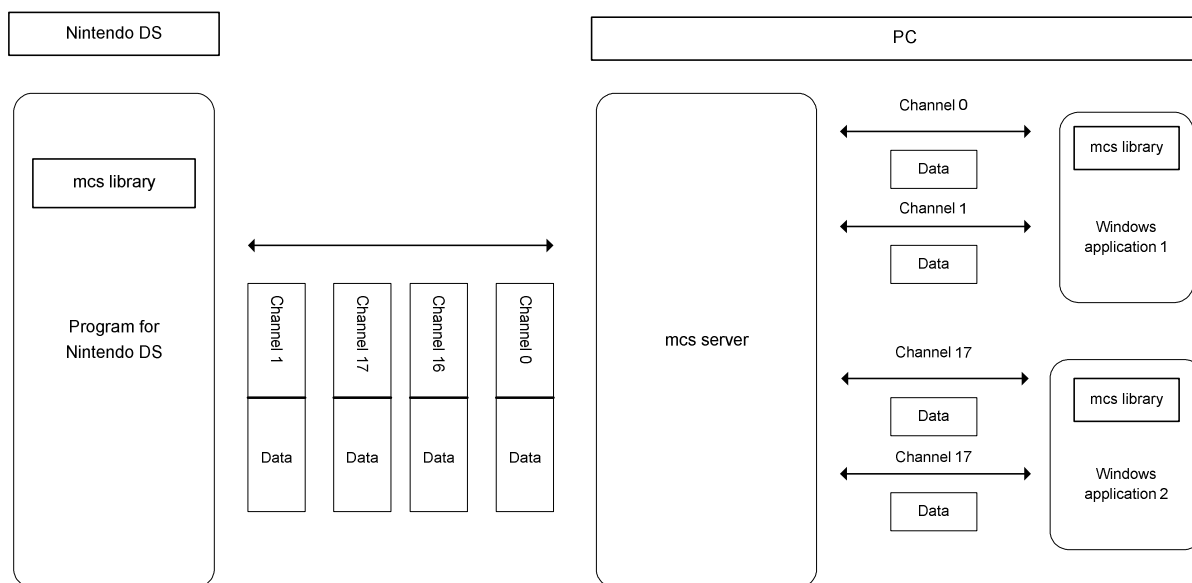 Nintendo DS
PC
mcs library
Program for
Nintendo DS
Channel 1
Channel 17
Channel 16
Channel 0
Data
Data
Data
Data
mcs server
Channel 0
Data
Channel 1
Data
mcs library
Windows
application 1
Channel 17
Data
Channel 17
Data
mcs library
Windows
application 2